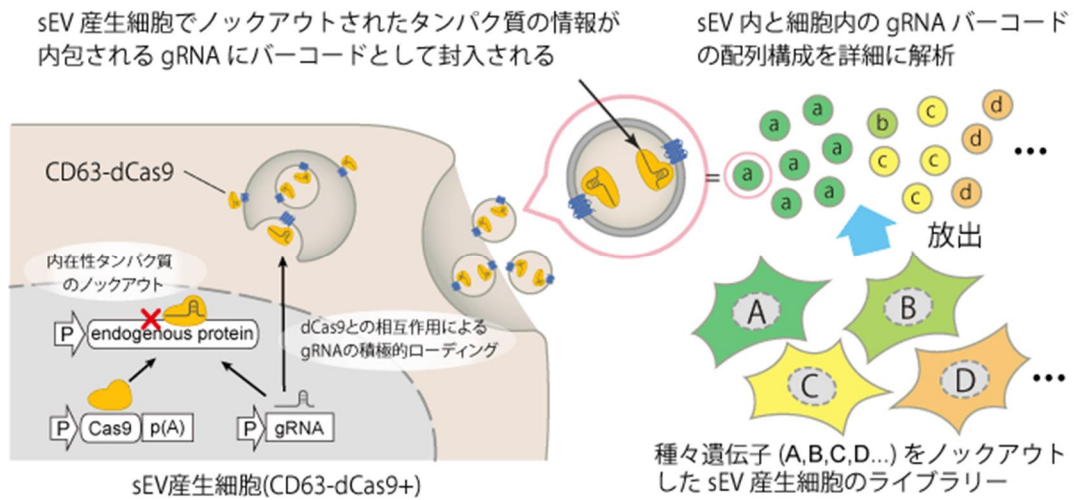 sEV 産生細胞でノックアウトされたタンパク質の情報が
内包される gRNA にバーコードとして封入される
sEV 内と細胞内の gRNA バーコード
の配列構成を詳細に解析
CD63-dCas9
内在性タンパク質
のノックアウト
P endogenous protein
dCas9との相互作用による
gRNAの積極的ローディング
P Cas9 p(A)
P gRNA
sEV産生細胞(CD63-dCas9+)
=
a a a a a a a
b
c c c c
d d d
•••
放出
A
B
C
D
•••
種々遺伝子 (A,B,C,D...) をノックアウト
した sEV 産生細胞のライブラリー